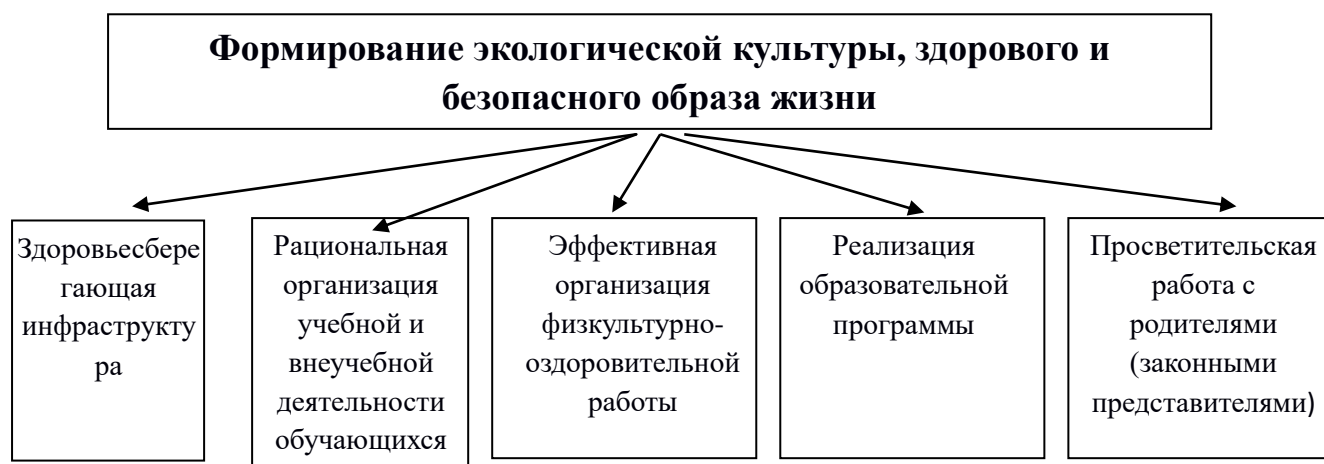 Формирование экологической культуры, здорового и
безопасного образа жизни
Здоровьесбере
гающая
инфраструкту
ра
Рациональная
организация
учебной и
внеучебной
деятельности
обучающихся
Эффективная
организация
физкультурно-
оздоровительной
работы
Реализация
образовательной
программы
Просветительская
работа с
родителями
(законными
представителями)